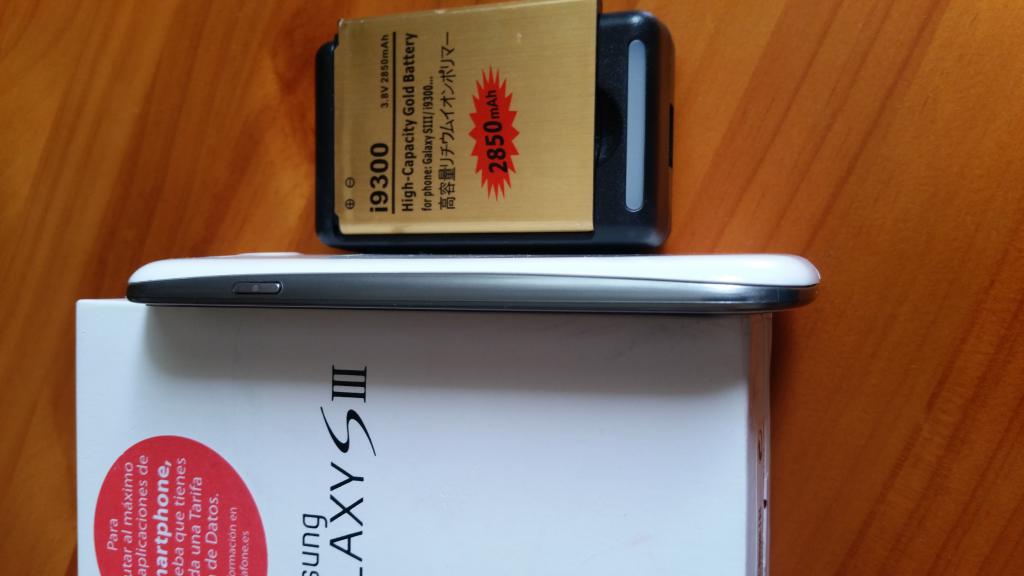 ⊕ ⊖
i9300 3.8V 2850mAh
High-Capacity Gold Battery
for phone: Galaxy SIII/ i9300...
高容量リチウムイオンポリマー
2850mAh
sung
LAXY S III
Para
utar al máximo
aplicaciones de
martphone,
eba que tienes
da una Tarifa
de Datos.
ormación en
afone.es